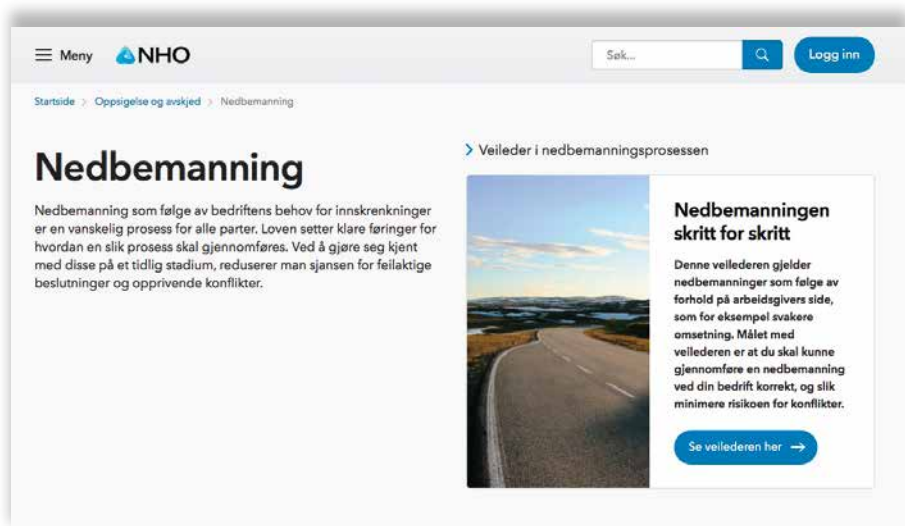 Meny
NHO
Søk...
Logg inn
Startside > Oppsigelse og avskjed > Nedbemanning
Nedbemanning
Nedbemanning som følge av bedriftens behov for innskrenkninger
er en vanskelig prosess for alle parter. Loven setter klare føringer for
hvordan en slik prosess skal gjennomføres. Ved å gjøre seg kjent
med disse på et tidlig stadium, reduserer man sjansen for feilaktige
beslutninger og opprivende konflikter.
> Veileder i nedbemanningsprosessen
Nedbemanningen
skritt for skritt
Denne veilederen gjelder
nedbemanninger som følge av
forhold på arbeidsgivers side,
som for eksempel svakere
omsetning. Målet med
veilederen er at du skal kunne
gjennomføre en nedbemanning
ved din bedrift korrekt, og slik
minimere risikoen for konflikter.
Se veilederen her →